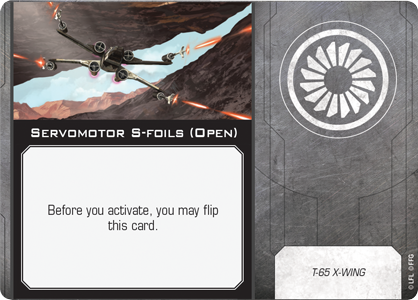 SERVOMOTOR S-FOILS (OPEN)
Before you activate, you may flip
this card.
T-65 X-WING
©LFL ©FFG